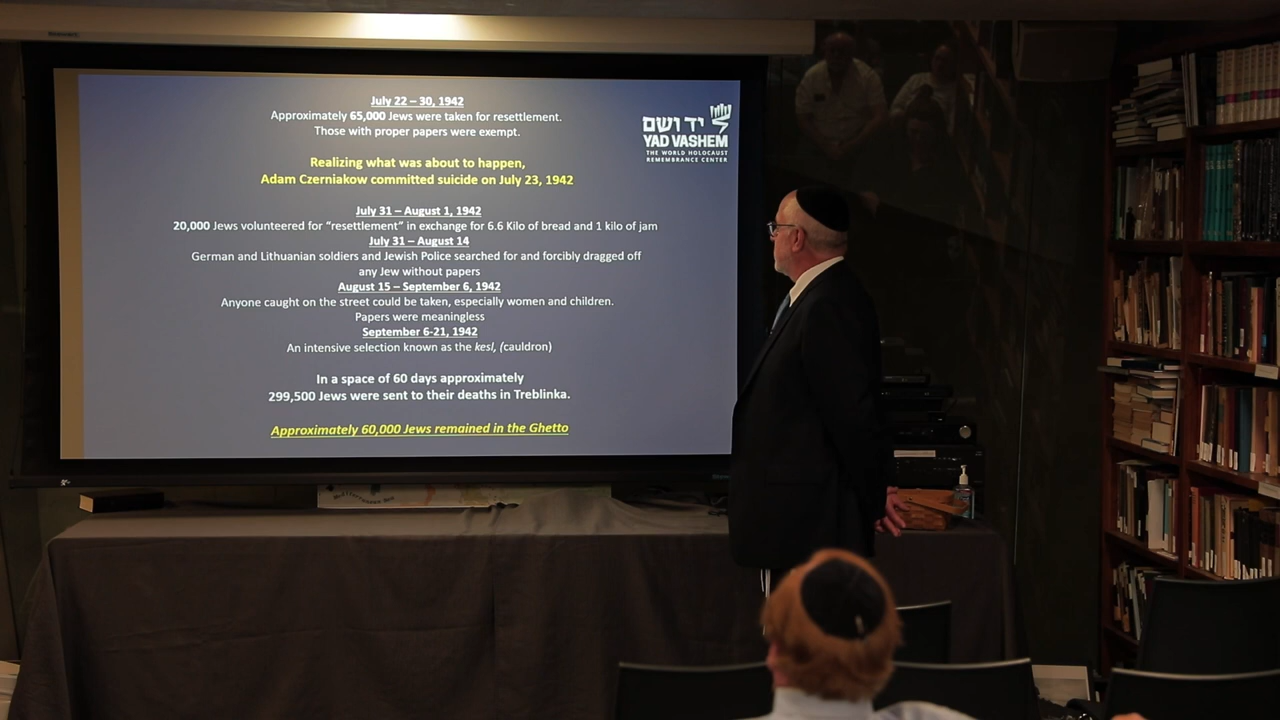 July 22 – 30, 1942
Approximately 65,000 Jews were taken for resettlement.
Those with proper papers were exempt.
יד ושם
YAD VASHEM
THE WORLD HOLOCAUST
REMEMBRANCE CENTER
Realizing what was about to happen,
Adam Czerniakow committed suicide on July 23, 1942
July 31 – August 1, 1942
20,000 Jews volunteered for “resettlement” in exchange for 6.6 Kilo of bread and 1 kilo of jam
July 31 – August 14
German and Lithuanian soldiers and Jewish Police searched for and forcibly dragged off
any Jew without papers
August 15 – September 6, 1942
Anyone caught on the street could be taken, especially women and children.
Papers were meaningless
September 6-21, 1942
An intensive selection known as the kesl, (cauldron)
In a space of 60 days approximately
299,500 Jews were sent to their deaths in Treblinka.
Approximately 60,000 Jews remained in the Ghetto